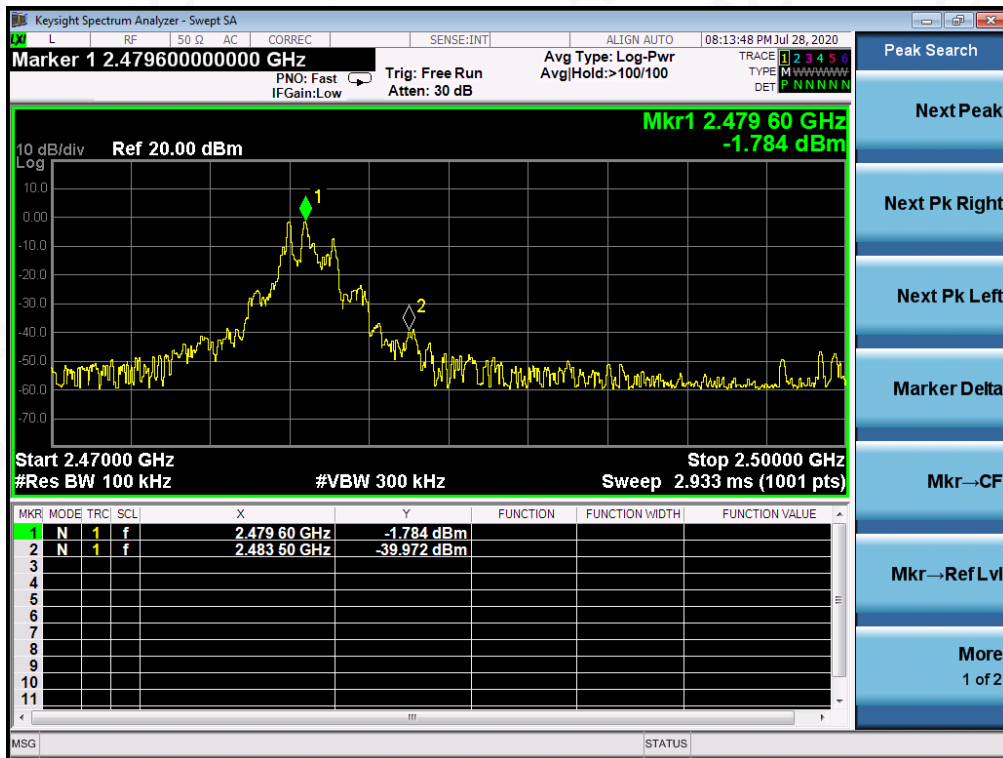 Keysight Spectrum Analyzer - Swept SA
LXI L RF 50 Ω AC CORREC SENSE:INT ALIGN AUTO 08:13:48 PM Jul 28, 2020
Marker 1 2.479600000000 GHz
PNO: Fast
IFGain:Low
Trig: Free Run
Atten: 30 dB
Avg Type: Log-Pwr
Avg|Hold:>100/100
TRACE 1 2 3 4 5 6
TYPE M WWWWW
DET P N N N N N
Peak Search
Next Peak
Next Pk Right
Next Pk Left
Marker Delta
Mkr→CF
Mkr→Ref Lvl
More
1 of 2
Mkr1 2.479 60 GHz
-1.784 dBm
10 dB/div Ref 20.00 dBm
Log
10.0
0.00
-10.0
-20.0
-30.0
-40.0
-50.0
-60.0
-70.0
1
2
Start 2.47000 GHz Stop 2.50000 GHz
#Res BW 100 kHz #VBW 300 kHz Sweep 2.933 ms (1001 pts)
MKR MODE TRC SCL X Y FUNCTION FUNCTION WIDTH FUNCTION VALUE
1 N 1 f 2.479 60 GHz -1.784 dBm
2 N 1 f 2.483 50 GHz -39.972 dBm
3
4
5
6
7
8
9
10
11
MSG STATUS